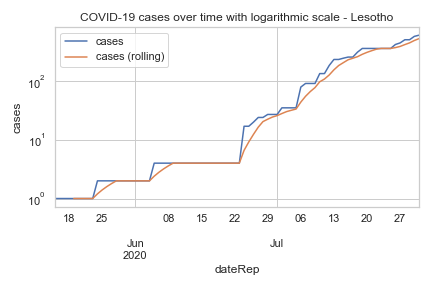 COVID-19 cases over time with logarithmic scale - Lesotho
cases
cases (rolling)
cases
10²
10¹
10⁰
18 25 08 15 22 29 06 13 20 27
Jun Jul
2020
dateRep